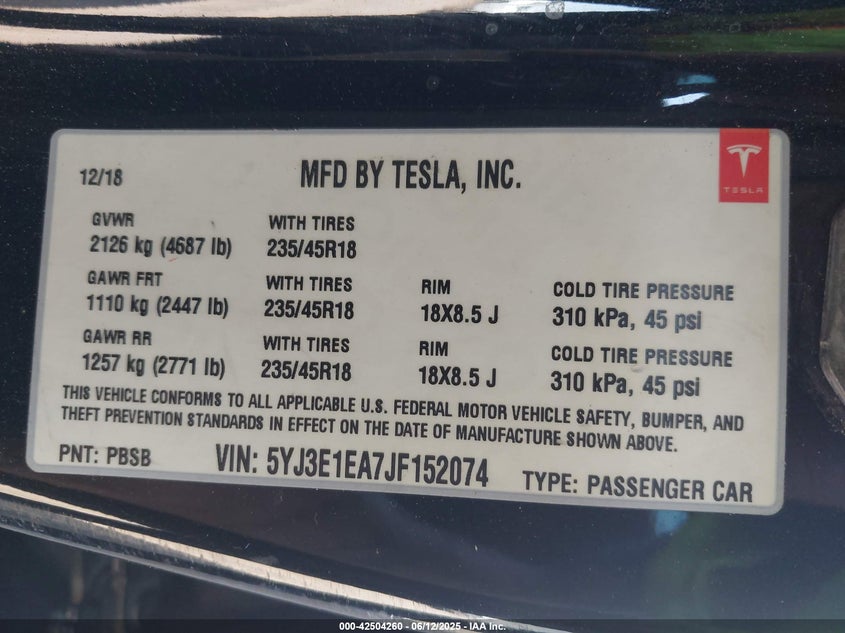 12/18
MFD BY TESLA, INC.
TESLA
GVWR WITH TIRES
2126 kg (4687 lb) 235/45R18
GAWR FRT WITH TIRES RIM COLD TIRE PRESSURE
1110 kg (2447 lb) 235/45R18 18X8.5 J 310 kPa, 45 psi
GAWR RR WITH TIRES RIM COLD TIRE PRESSURE
1257 kg (2771 lb) 235/45R18 18X8.5 J 310 kPa, 45 psi
THIS VEHICLE CONFORMS TO ALL APPLICABLE U.S. FEDERAL MOTOR VEHICLE SAFETY, BUMPER, AND
THEFT PREVENTION STANDARDS IN EFFECT ON THE DATE OF MANUFACTURE SHOWN ABOVE.
PNT: PBSB VIN: 5YJ3E1EA7JF152074 TYPE: PASSENGER CAR
000-42504260 - 06/12/2025 - IAA Inc.